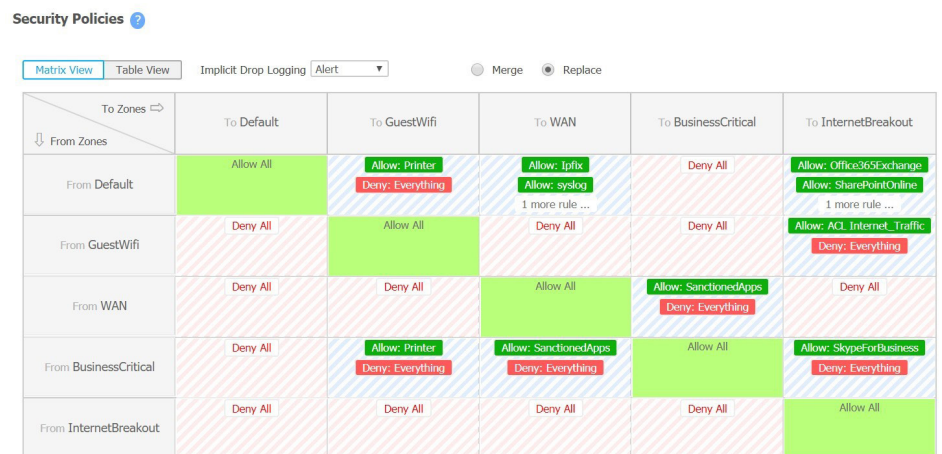 Security Policies ?
Matrix View Table View Implicit Drop Logging Alert Merge Replace
To Zones
From Zones
To Default To GuestWifi To WAN To BusinessCritical To InternetBreakout
From Default
Allow All
Allow: Printer
Deny: Everything
Allow: Ipfix
Allow: syslog
1 more rule ...
Deny All
Allow: Office365Exchange
Allow: SharePointOnline
1 more rule ...
From GuestWifi
Deny All
Allow All
Deny All
Deny All
Allow: ACL Internet_Traffic
Deny: Everything
From WAN
Deny All
Deny All
Allow All
Allow: SanctionedApps
Deny: Everything
Deny All
From BusinessCritical
Deny All
Allow: Printer
Deny: Everything
Allow: SanctionedApps
Deny: Everything
Allow All
Allow: SkypeForBusiness
Deny: Everything
From InternetBreakout
Deny All
Deny All
Deny All
Deny All
Allow All